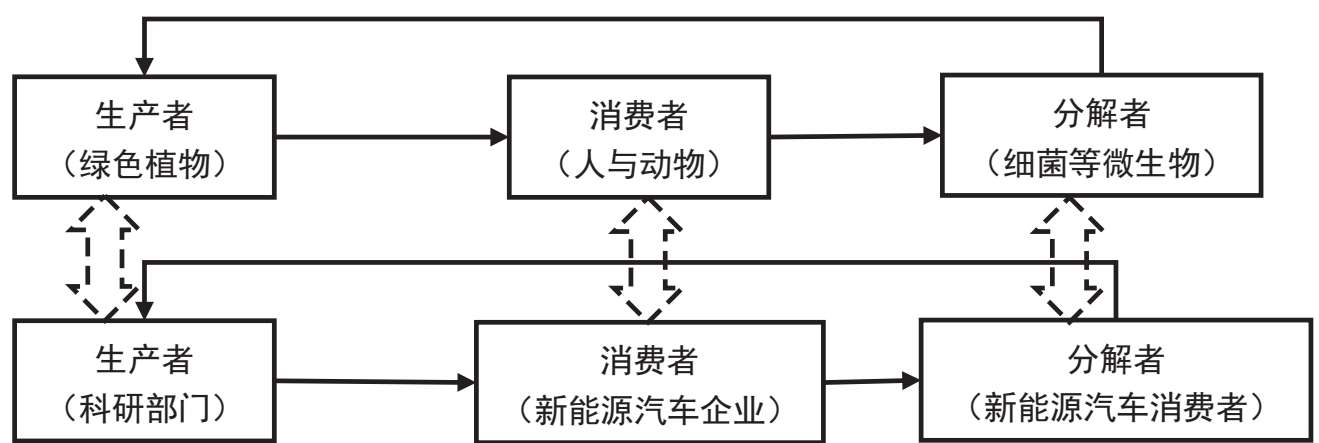 生产者
（绿色植物）
消费者
（人与动物）
分解者
（细菌等微生物）
生产者
（科研部门）
消费者
（新能源汽车企业）
分解者
（新能源汽车消费者）